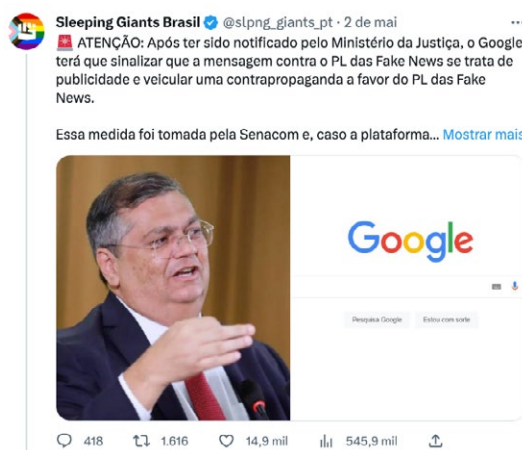 Sleeping Giants Brasil @slpng_giants_pt · 2 de mai
🚨 ATENÇÃO: Após ter sido notificado pelo Ministério da Justiça, o Google
terá que sinalizar que a mensagem contra o PL das Fake News se trata de
publicidade e veicular uma contrapropaganda a favor do PL das Fake
News.
Essa medida foi tomada pela Senacom e, caso a plataforma... Mostrar mais
Google
Pesquisa Google Estou com sorte
418 1.616 14,9 mil 545,9 mil